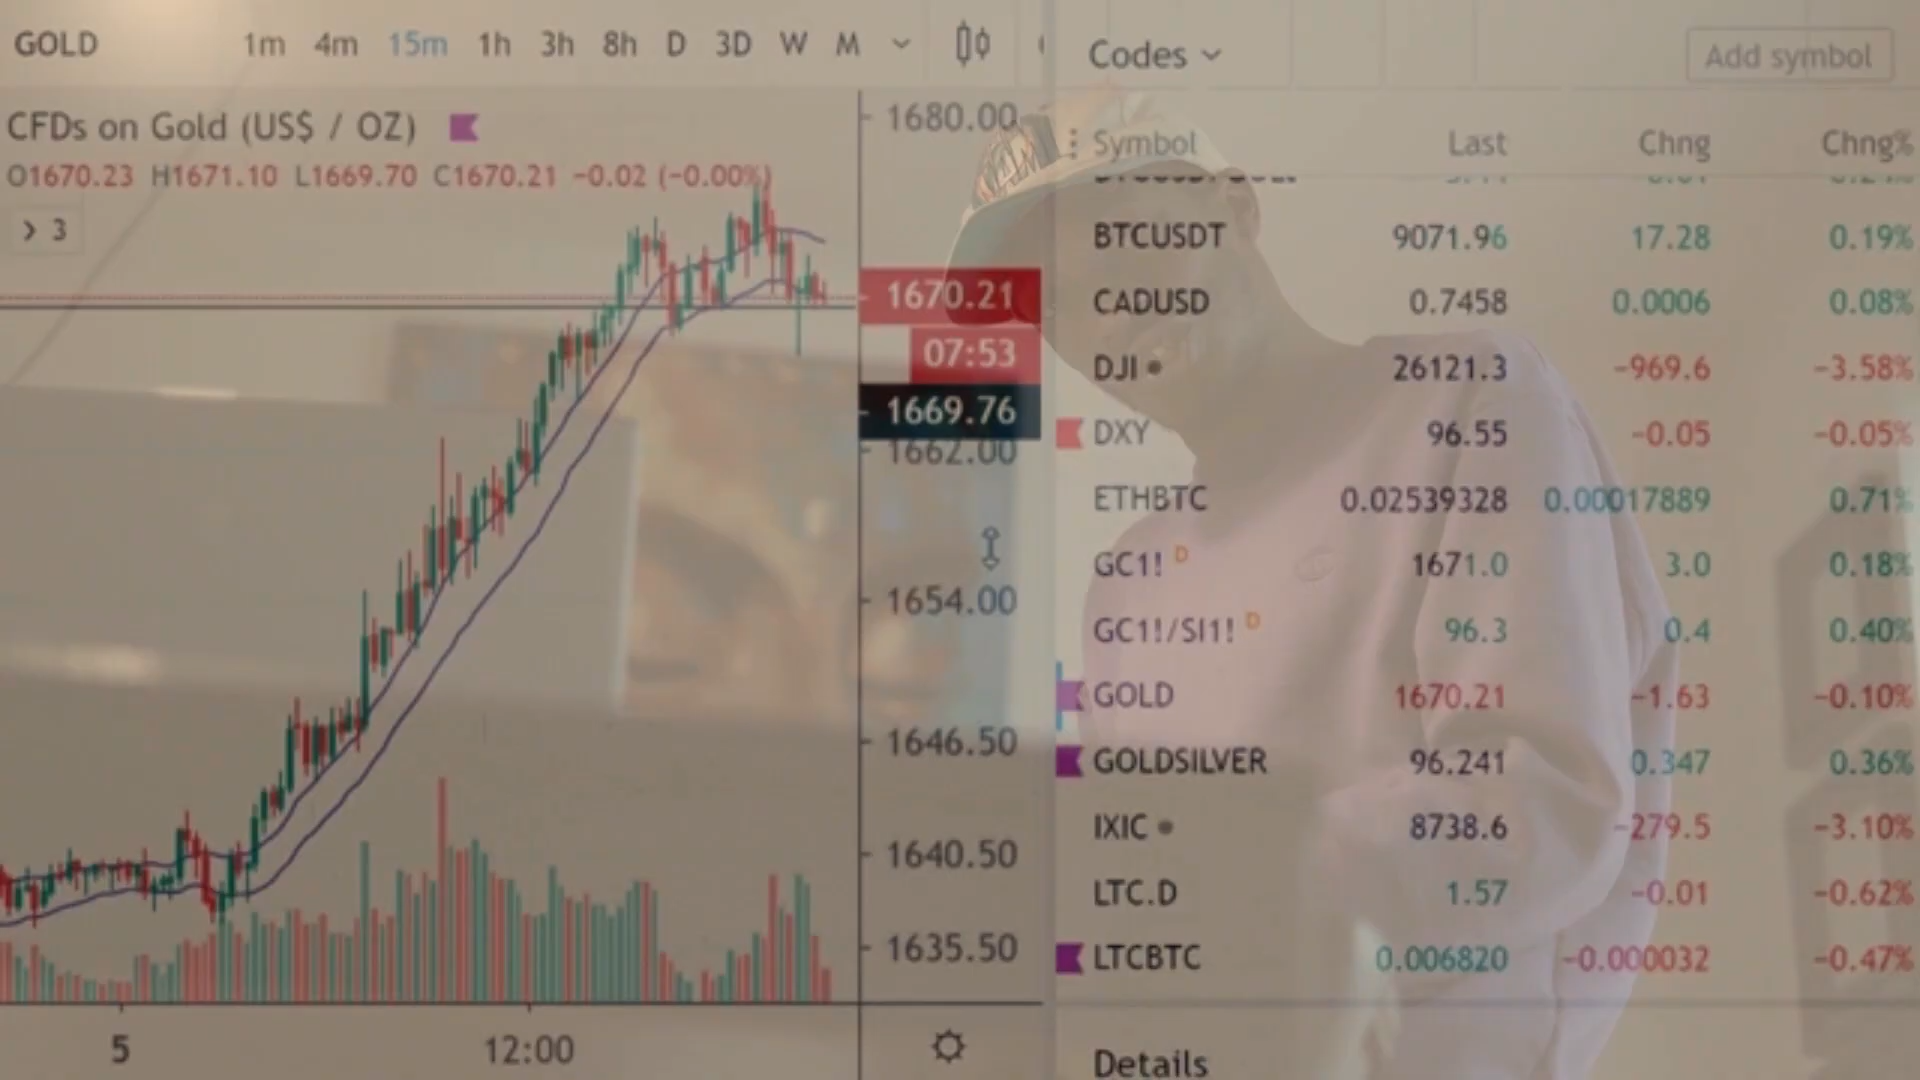 GOLD 1m 4m 15m 1h 3h 8h D 3D W M
Codes
Add symbol
CFDs on Gold (US$ / OZ)
O1670.23 H1671.10 L1669.70 C1670.21 −0.02 (−0.00%)
3
1680.00
1670.21
07:53
1669.76
1662.00
1654.00
1646.50
1640.50
1635.50
5 12:00
Symbol Last Chng Chng%
BTCUSDT 9071.96 17.28 0.19%
CADUSD 0.7458 0.0006 0.08%
DJI 26121.3 −969.6 −3.58%
DXY 96.55 −0.05 −0.05%
ETHBTC 0.02539328 0.00017889 0.71%
GC1! D 1671.0 3.0 0.18%
GC1!/SI1! D 96.3 0.4 0.40%
GOLD 1670.21 −1.63 −0.10%
GOLDSILVER 96.241 0.347 0.36%
IXIC 8738.6 −279.5 −3.10%
LTC.D 1.57 −0.01 −0.62%
LTCBTC 0.006820 −0.000032 −0.47%
Details